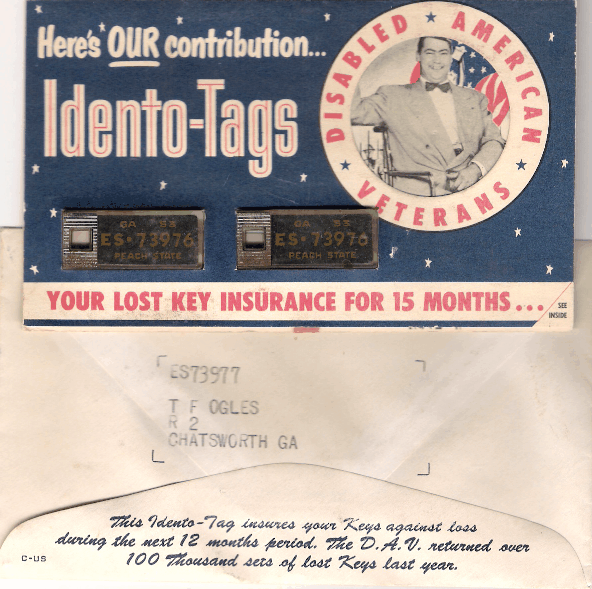 Here's OUR contribution...
Idento-Tags
DISABLED AMERICAN VETERANS
GA 53
ES•73976
PEACH STATE
GA 53
ES•73976
PEACH STATE
YOUR LOST KEY INSURANCE FOR 15 MONTHS...
SEE
INSIDE
ES73977
T F OGLES
R 2
CHATSWORTH GA
This Idento-Tag insures your Keys against loss
during the next 12 months period. The D.A.V. returned over
100 Thousand sets of lost Keys last year.
C-US